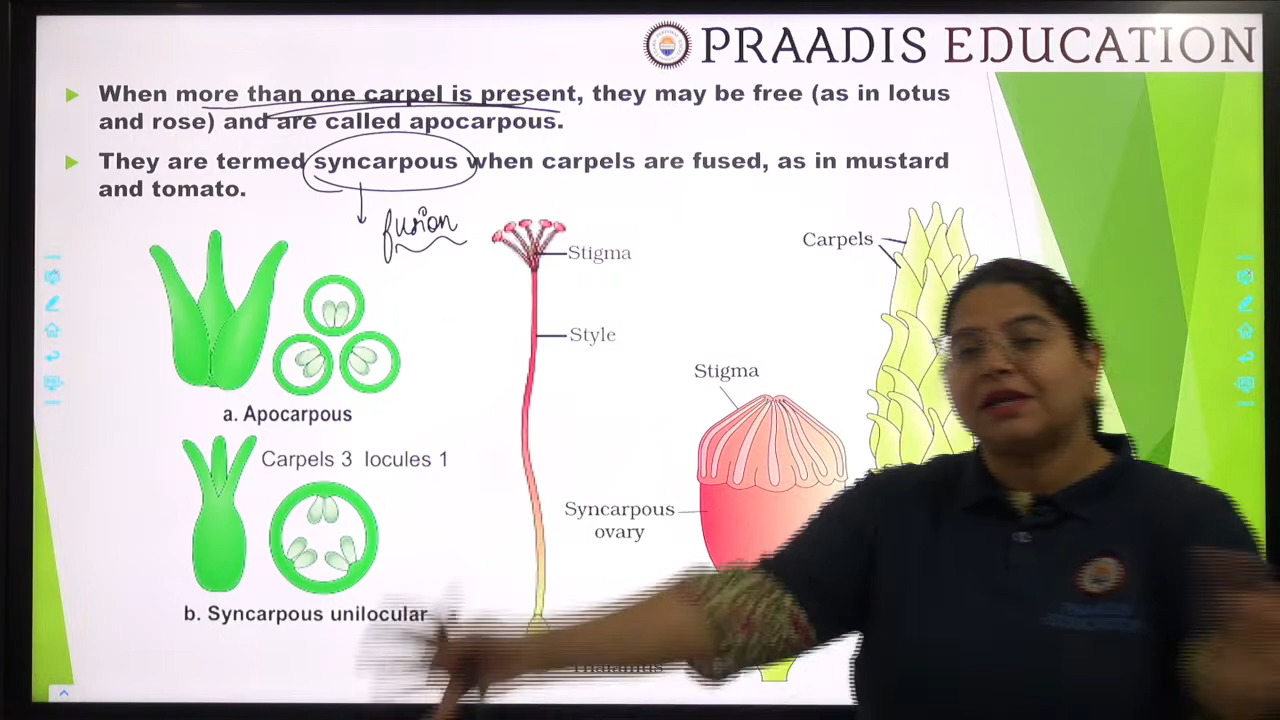 PRAADIS EDUCATION
When more than one carpel is present, they may be free (as in lotus
and rose) and are called apocarpous.
They are termed syncarpous when carpels are fused, as in mustard
and tomato.
fusion
Stigma
Style
Carpels
a. Apocarpous
Stigma
Carpels 3 locules 1
Syncarpous
ovary
b. Syncarpous unilocular
Thalamus